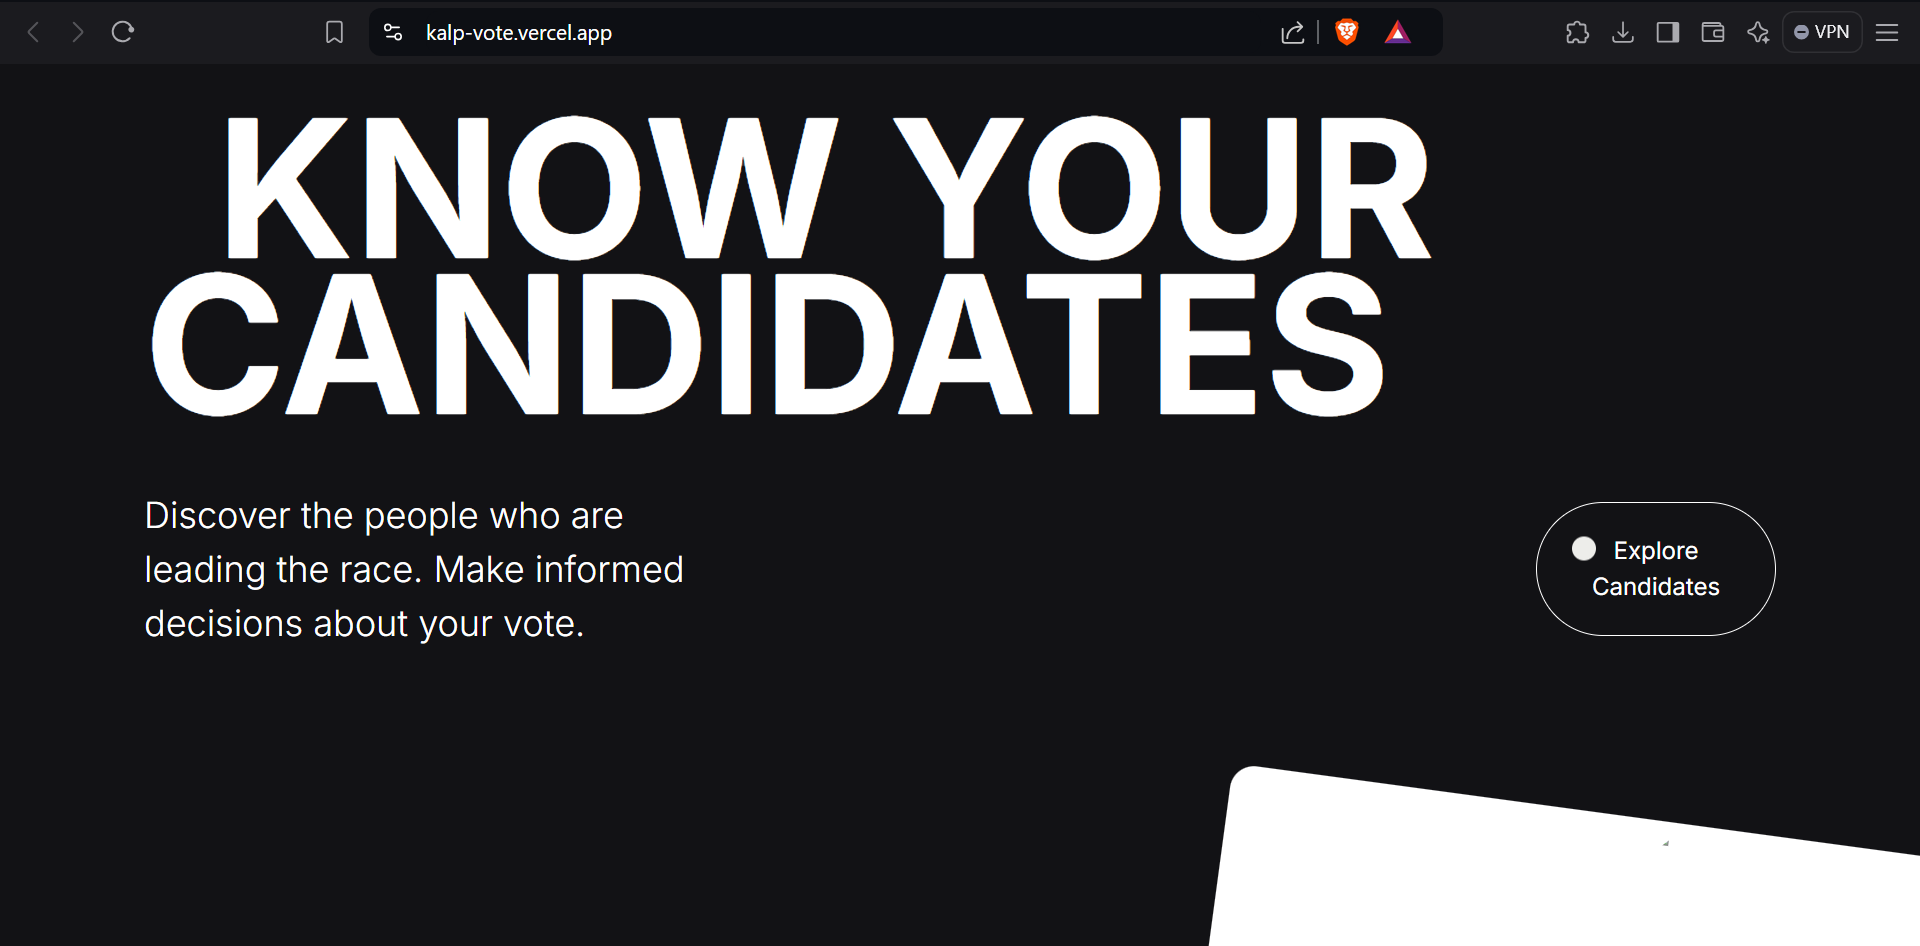 kalp-vote.vercel.app
VPN
KNOW YOUR
CANDIDATES
Discover the people who are
leading the race. Make informed
decisions about your vote.
Explore
Candidates